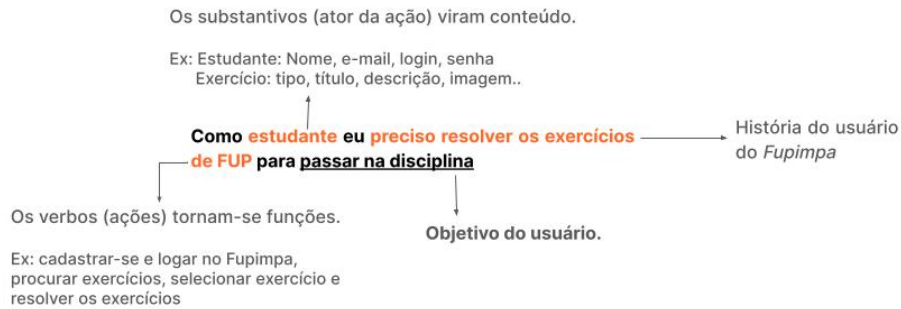 Os substantivos (ator da ação) viram conteúdo.
Ex: Estudante: Nome, e-mail, login, senha
Exercício: tipo, título, descrição, imagem..
Como estudante eu preciso resolver os exercícios
de FUP para passar na disciplina
História do usuário
do Fupimpa
Os verbos (ações) tornam-se funções.
Objetivo do usuário.
Ex: cadastrar-se e logar no Fupimpa,
procurar exercícios, selecionar exercício e
resolver os exercícios